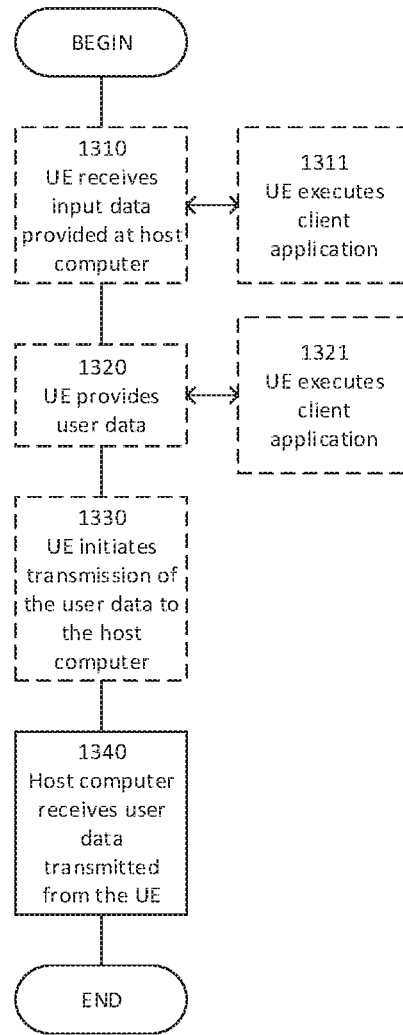 BEGIN
1310
UE receives
input data
provided at host
computer
1311
UE executes
client
application
1320
UE provides
user data
1321
UE executes
client
application
1330
UE initiates
transmission of
the user data to
the host
computer
1340
Host computer
receives user
data
transmitted
from the UE
END